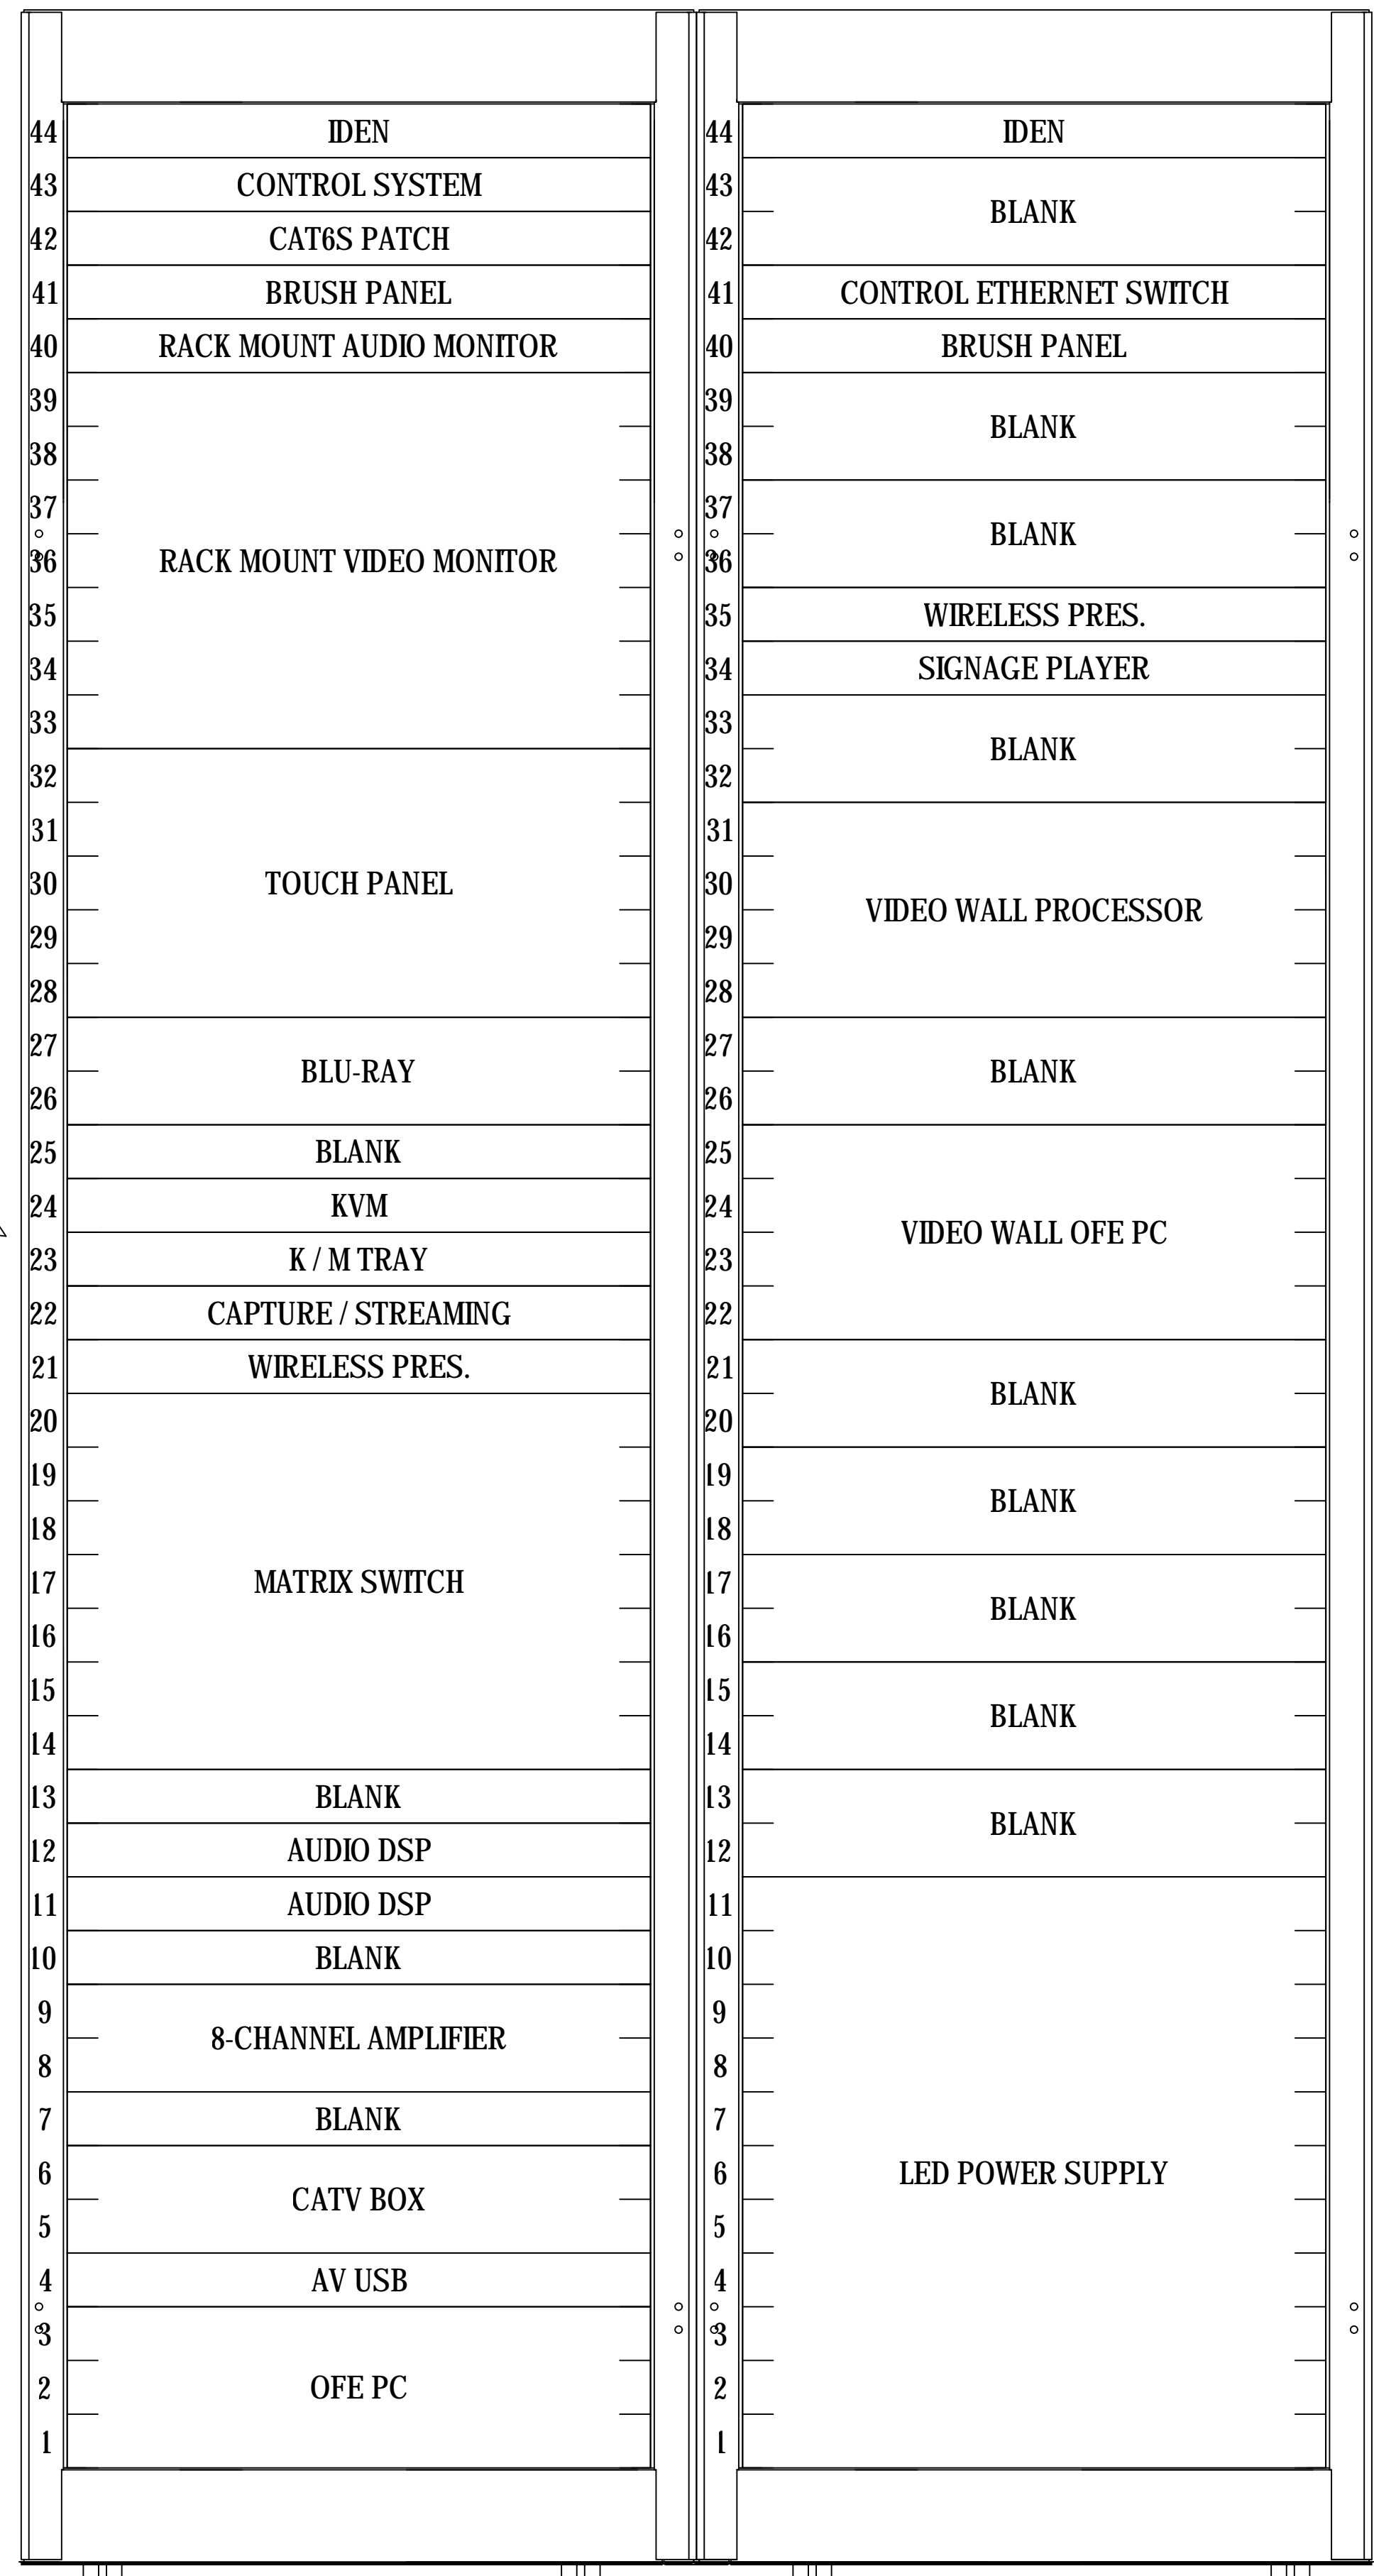 44 IDEN
43 CONTROL SYSTEM
42 CAT6S PATCH
41 BRUSH PANEL
40 RACK MOUNT AUDIO MONITOR
39
38
37
36 RACK MOUNT VIDEO MONITOR
35
34
33
32
31
30 TOUCH PANEL
29
28
27
BLU-RAY
26
25 BLANK
24 KVM
23 K / M TRAY
22 CAPTURE / STREAMING
21 WIRELESS PRES.
20
19
18
17 MATRIX SWITCH
16
15
14
13 BLANK
12 AUDIO DSP
11 AUDIO DSP
10 BLANK
9
8-CHANNEL AMPLIFIER
8
7 BLANK
6
CATV BOX
5
4 AV USB
3
2 OFE PC
1
44 IDEN
43
BLANK
42
41 CONTROL ETHERNET SWITCH
40 BRUSH PANEL
39
BLANK
38
37
BLANK
36
35 WIRELESS PRES.
34 SIGNAGE PLAYER
33
BLANK
32
31
30
VIDEO WALL PROCESSOR
29
28
27
BLANK
26
25
24
VIDEO WALL OFE PC
23
22
21
BLANK
20
19
BLANK
18
17
BLANK
16
15
BLANK
14
13
BLANK
12
11
10
9
8
7
6 LED POWER SUPPLY
5
4
3
2
1